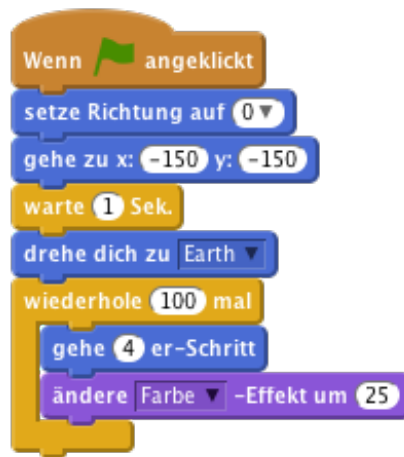 Wenn angeklickt
setze Richtung auf 0
gehe zu x: -150 y: -150
warte 1 Sek.
drehe dich zu Earth
wiederhole 100 mal
gehe 4 er-Schritt
ändere Farbe -Effekt um 25